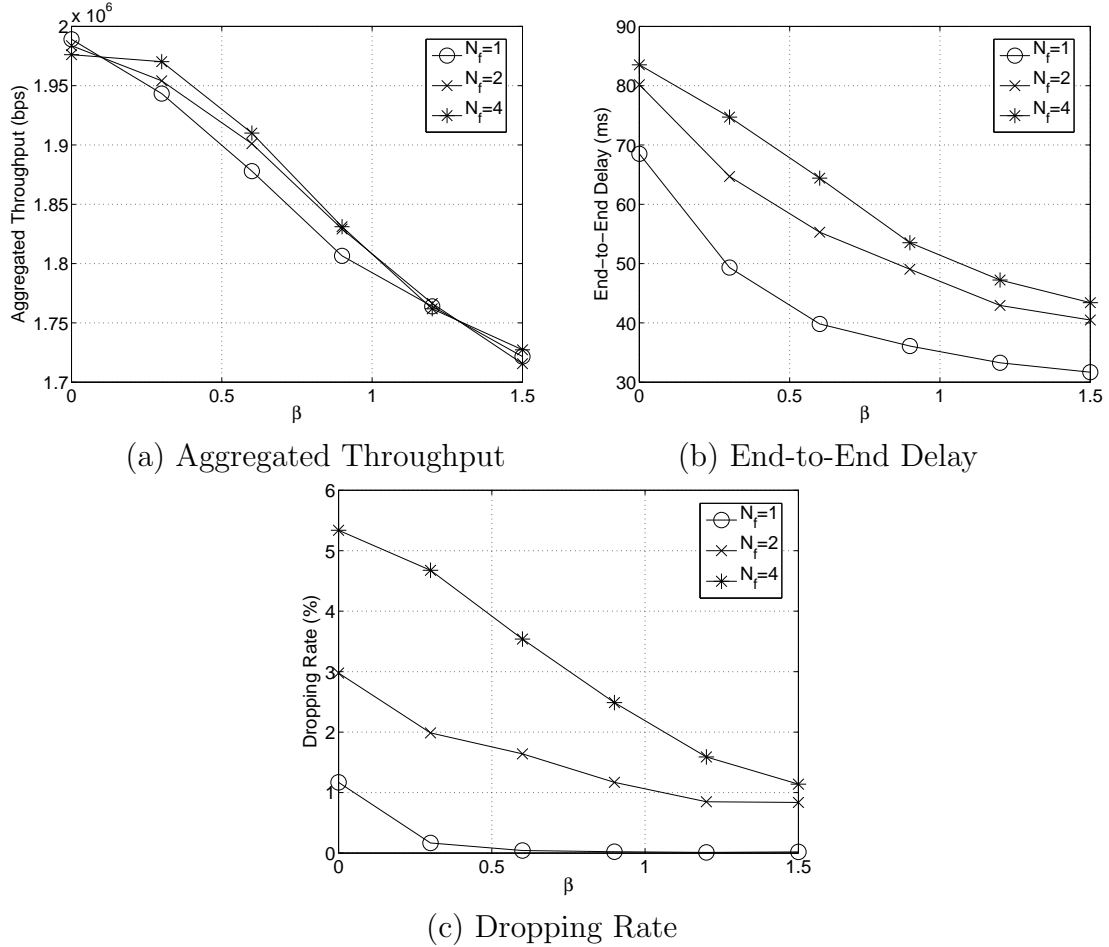 x 10^6
2
1.95
1.9
1.85
1.8
1.75
1.7
0
0.5
1
1.5
Aggregated Throughput (bps)
β
N_f=1
N_f=2
N_f=4
(a) Aggregated Throughput
90
80
70
60
50
40
30
0
0.5
1
1.5
End-to-End Delay (ms)
β
N_f=1
N_f=2
N_f=4
(b) End-to-End Delay
6
5
4
3
2
1
0
0
0.5
1
1.5
Dropping Rate (%)
β
N_f=1
N_f=2
N_f=4
(c) Dropping Rate